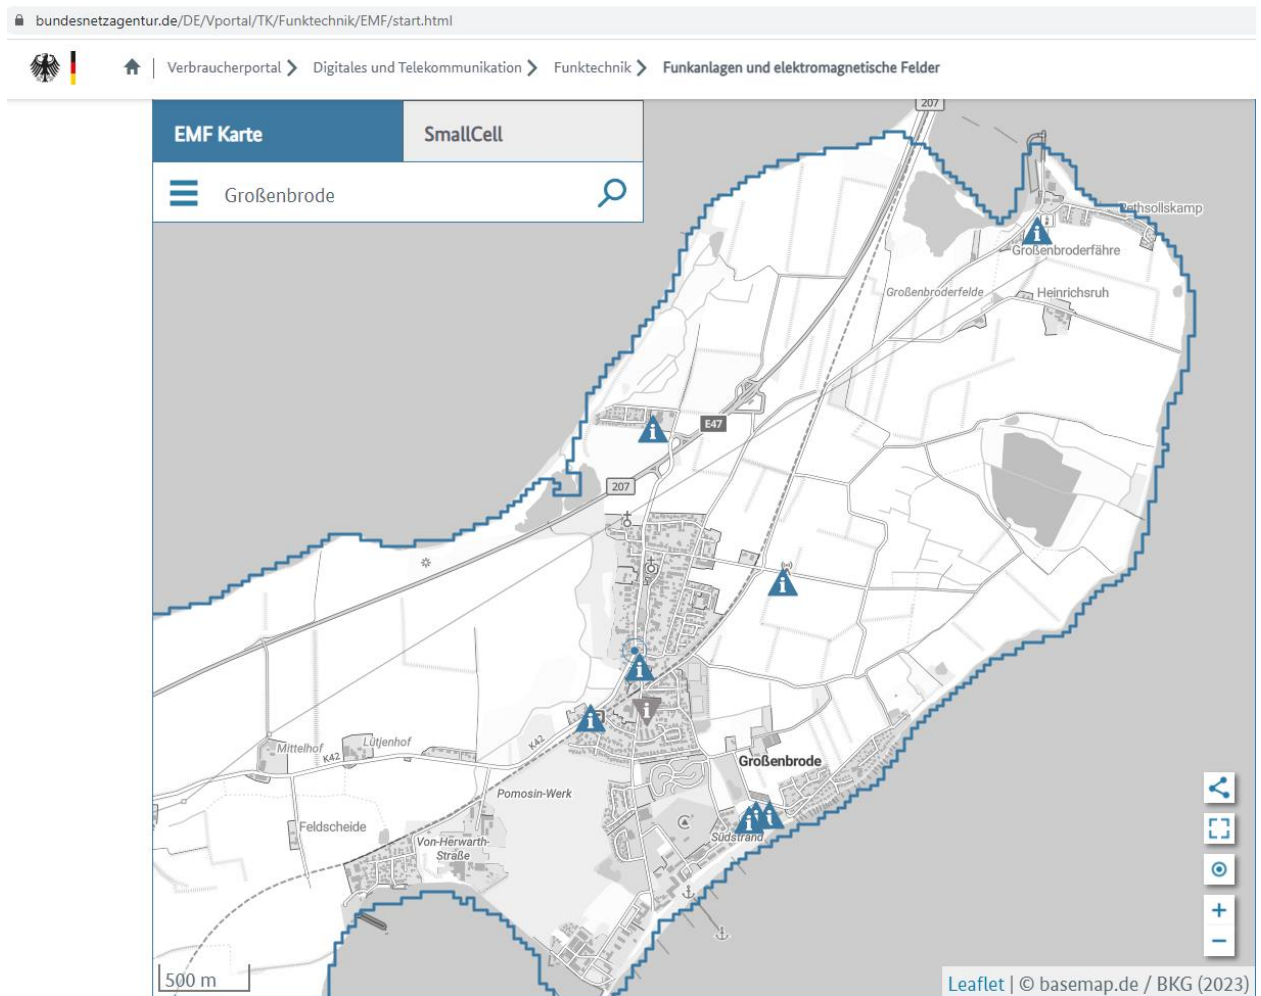 bundesnetzagentur.de/DE/Vportal/TK/Funktechnik/EMF/start.html
Verbraucherportal > Digitales und Telekommunikation > Funktechnik > Funkanlagen und elektromagnetische Felder
EMF Karte SmallCell
Großenbrode
207
Großenbroderfähre
Großenbroderfelde
Heinrichsruh
E47
207
Großenbrode
Mittelhof
Lütjenhof
K42
K42
Pomosin-Werk
Feldscheide
Von-Herwarth-
Straße
Südstrand
500 m
Leaflet | © basemap.de / BKG (2023)